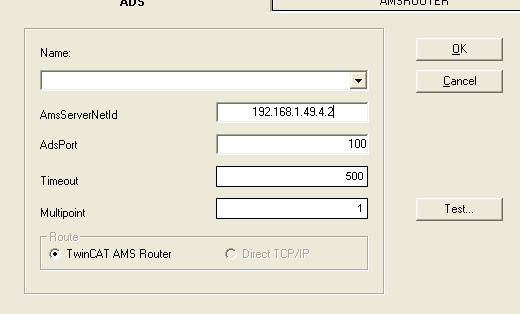 ADS
AMSROUTER
Name:
OK
Cancel
AmsServerNetId 192.168.1.49.4.2
AdsPort 100
Timeout 500
Multipoint 1
Test...
Route
TwinCAT AMS Router Direct TCP/IP